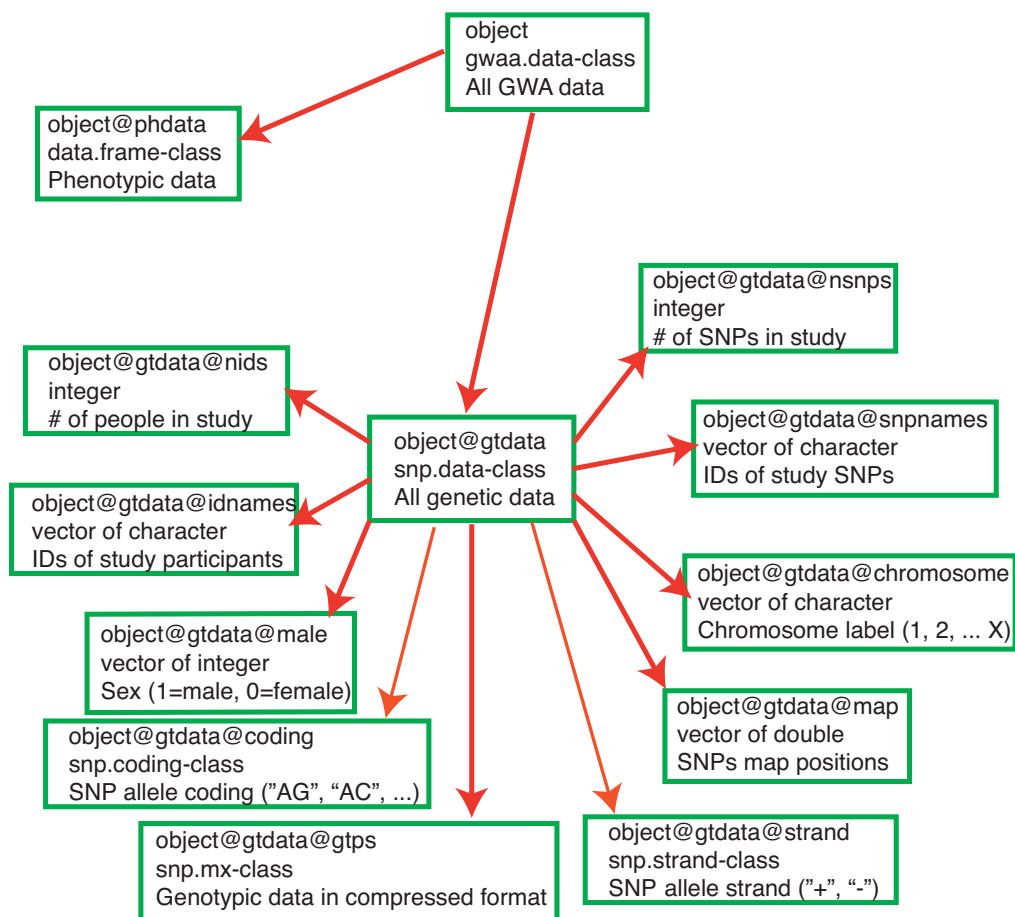 object
gwaa.data-class
All GWA data
object@phdata
data.frame-class
Phenotypic data
object@gtdata@nsnps
integer
# of SNPs in study
object@gtdata@nids
integer
# of people in study
object@gtdata
snp.data-class
All genetic data
object@gtdata@snpnames
vector of character
IDs of study SNPs
object@gtdata@idnames
vector of character
IDs of study participants
object@gtdata@chromosome
vector of character
Chromosome label (1, 2, ... X)
object@gtdata@male
vector of integer
Sex (1=male, 0=female)
object@gtdata@map
vector of double
SNPs map positions
object@gtdata@coding
snp.coding-class
SNP allele coding (”AG”, “AC”, ...)
object@gtdata@gtps
snp.mx-class
Genotypic data in compressed format
object@gtdata@strand
snp.strand-class
SNP allele strand (”+”, “-”)